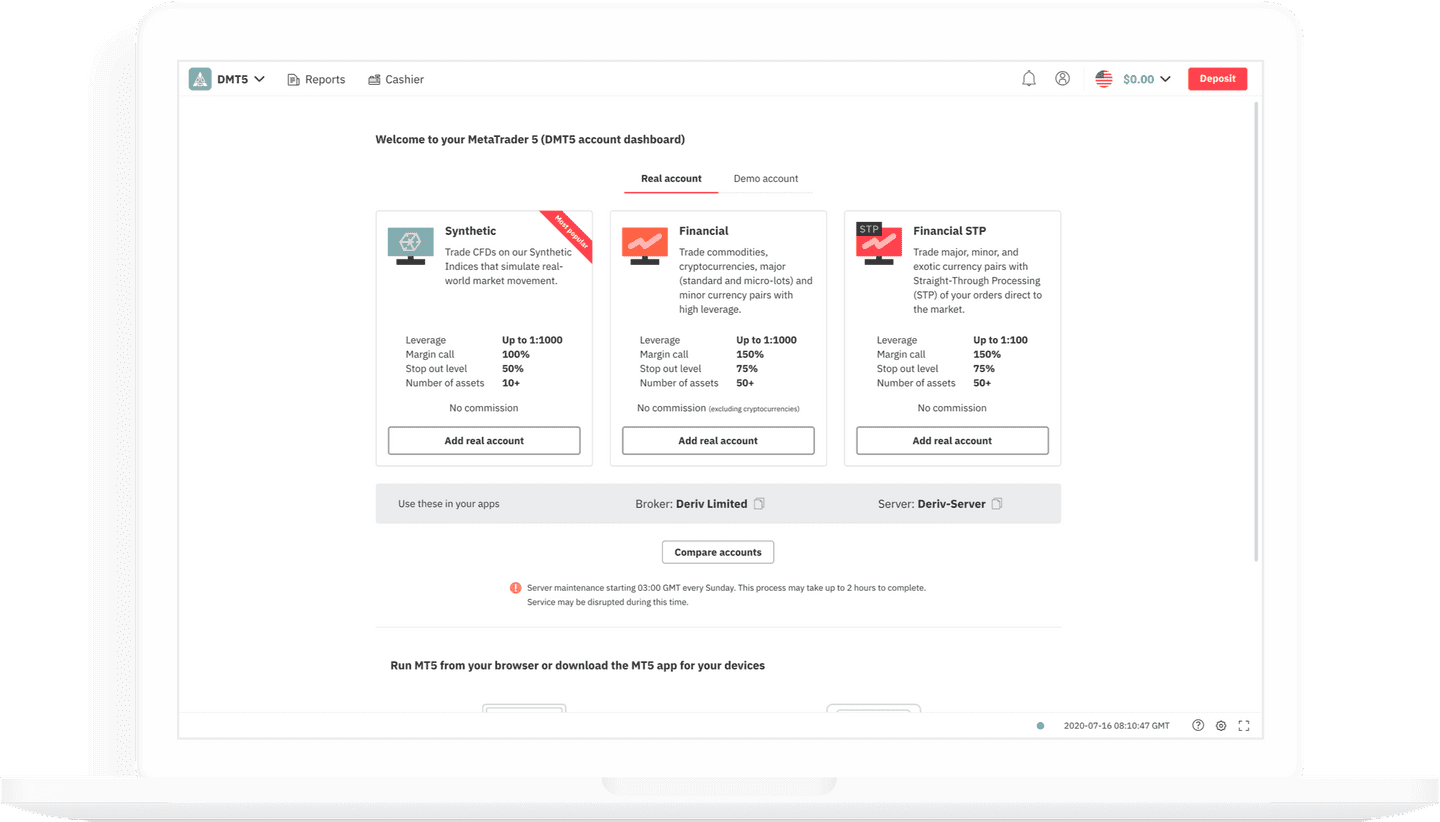 DMT5
Reports
Cashier
$0.00
Deposit
Welcome to your MetaTrader 5 (DMT5 account dashboard)
Real account
Demo account
Most popular
Synthetic
Trade CFDs on our Synthetic
Indices that simulate real-
world market movement.
Leverage Up to 1:1000
Margin call 100%
Stop out level 50%
Number of assets 10+
No commission
Add real account
Financial
Trade commodities,
cryptocurrencies, major
(standard and micro-lots) and
minor currency pairs with
high leverage.
Leverage Up to 1:1000
Margin call 150%
Stop out level 75%
Number of assets 50+
No commission (excluding cryptocurrencies)
Add real account
STP
Financial STP
Trade major, minor, and
exotic currency pairs with
Straight-Through Processing
(STP) of your orders direct to
the market.
Leverage Up to 1:100
Margin call 150%
Stop out level 75%
Number of assets 50+
No commission
Add real account
Use these in your apps
Broker: Deriv Limited
Server: Deriv-Server
Compare accounts
Server maintenance starting 03:00 GMT every Sunday. This process may take up to 2 hours to complete.
Service may be disrupted during this time.
Run MT5 from your browser or download the MT5 app for your devices
2020-07-16 08:10:47 GMT